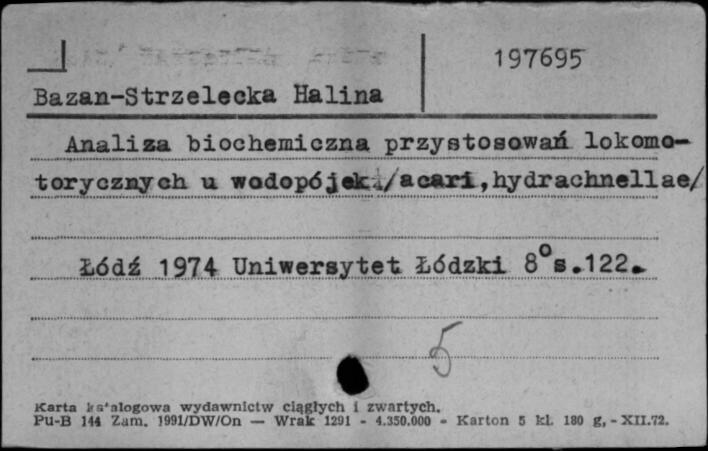 197695
Bazan-Strzelecka Halina
Analiza biochemiczna przystosowań lokomo-
torycznych u wodopójeki/acari,hydrachnellae/
Łódź 1974 Uniwersytet Łódzki 8°s.122.
5
Karta katalogowa wydawnictw ciągłych i zwartych.
Pu-B 144 Zam. 1991/DW/On — Wrak 1291 - 4.350.000 - Karton 5 kl. 180 g, - XII.72.